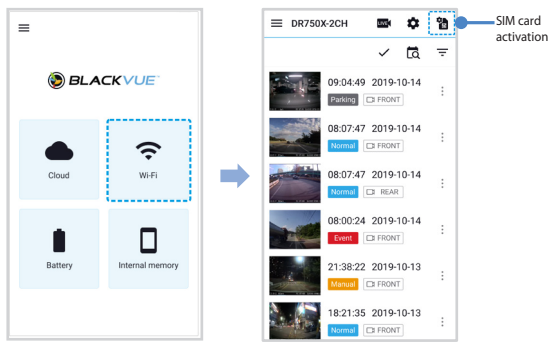 BLACKVUE
Cloud
Wi-Fi
Battery
Internal memory
DR750X-2CH
LIVE
SIM card
activation
09:04:49 2019-10-14
Parking FRONT
08:07:47 2019-10-14
Normal FRONT
08:07:47 2019-10-14
Normal REAR
08:00:24 2019-10-14
Event FRONT
21:38:22 2019-10-13
Manual FRONT
18:21:35 2019-10-13
Normal FRONT